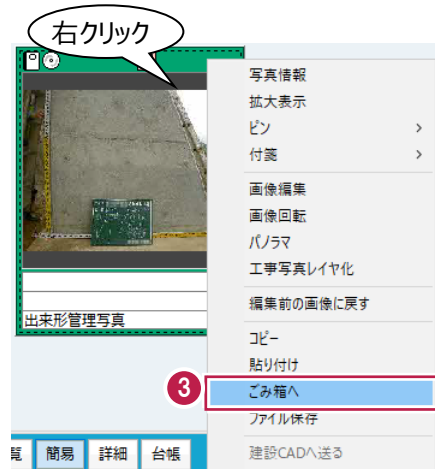 右クリック
写真情報
拡大表示
ピン
付箋
画像編集
画像回転
パノラマ
工事写真レイヤ化
編集前の画像に戻す
出来形管理写真
コピー
貼り付け
3
ごみ箱へ
ファイル保存
覧 簡易 詳細 台帳
建設CADへ送る